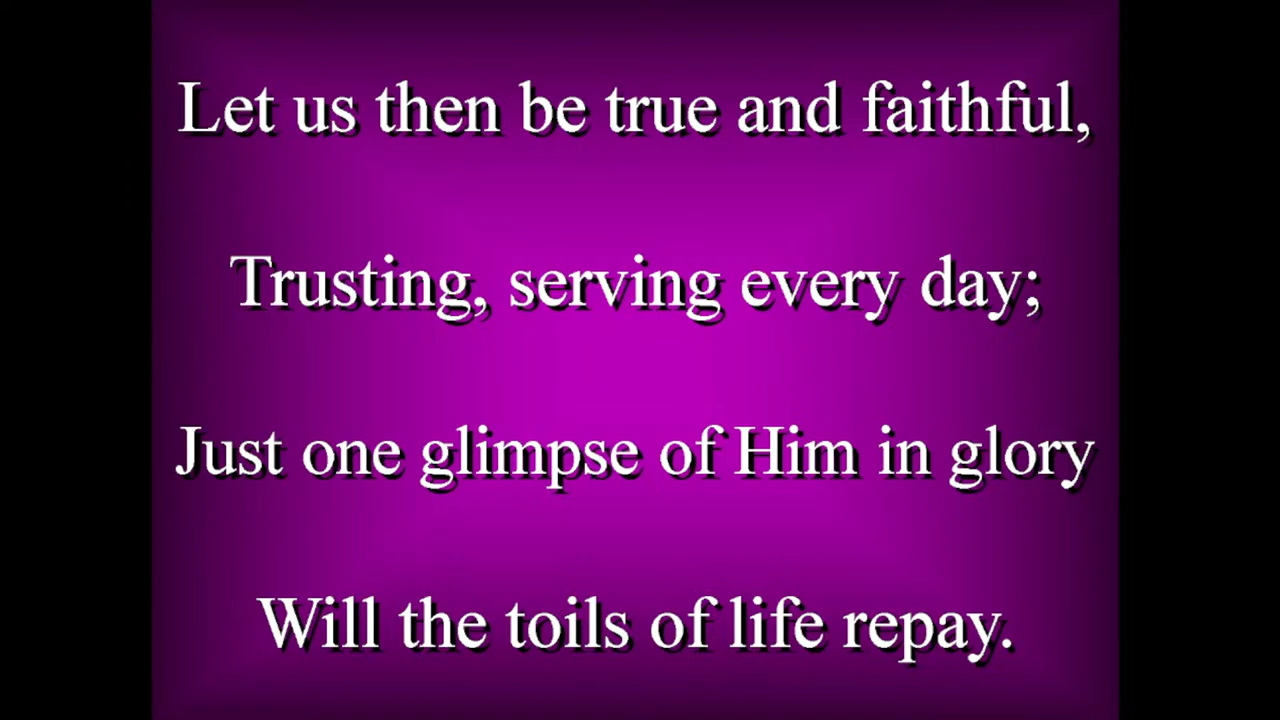 Let us then be true and faithful,
Trusting, serving every day;
Just one glimpse of Him in glory
Will the toils of life repay.